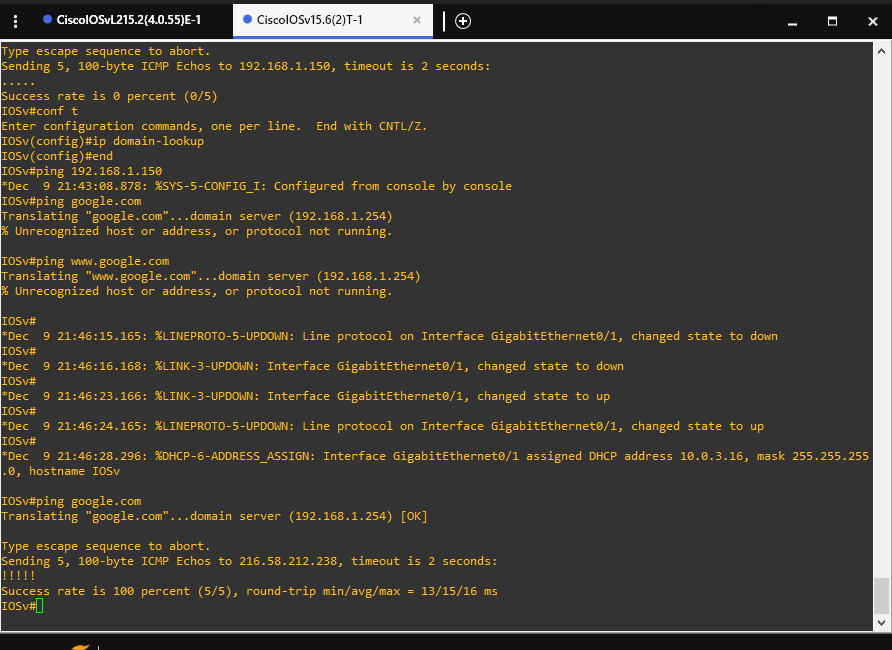 CiscoIOSvL215.2(4.0.55)E-1
CiscoIOSv15.6(2)T-1
Type escape sequence to abort.
Sending 5, 100-byte ICMP Echos to 192.168.1.150, timeout is 2 seconds:
.....
Success rate is 0 percent (0/5)
IOSv#conf t
Enter configuration commands, one per line.  End with CNTL/Z.
IOSv(config)#ip domain-lookup
IOSv(config)#end
IOSv#ping 192.168.1.150
*Dec  9 21:43:08.878: %SYS-5-CONFIG_I: Configured from console by console
IOSv#ping google.com
Translating "google.com"...domain server (192.168.1.254)
% Unrecognized host or address, or protocol not running.
IOSv#ping www.google.com
Translating "www.google.com"...domain server (192.168.1.254)
% Unrecognized host or address, or protocol not running.
IOSv#
*Dec  9 21:46:15.165: %LINEPROTO-5-UPDOWN: Line protocol on Interface GigabitEthernet0/1, changed state to down
IOSv#
*Dec  9 21:46:16.168: %LINK-3-UPDOWN: Interface GigabitEthernet0/1, changed state to down
IOSv#
*Dec  9 21:46:23.166: %LINK-3-UPDOWN: Interface GigabitEthernet0/1, changed state to up
IOSv#
*Dec  9 21:46:24.165: %LINEPROTO-5-UPDOWN: Line protocol on Interface GigabitEthernet0/1, changed state to up
IOSv#
*Dec  9 21:46:28.296: %DHCP-6-ADDRESS_ASSIGN: Interface GigabitEthernet0/1 assigned DHCP address 10.0.3.16, mask 255.255.255
.0, hostname IOSv
IOSv#ping google.com
Translating "google.com"...domain server (192.168.1.254) [OK]
Type escape sequence to abort.
Sending 5, 100-byte ICMP Echos to 216.58.212.238, timeout is 2 seconds:
!!!!!
Success rate is 100 percent (5/5), round-trip min/avg/max = 13/15/16 ms
IOSv#